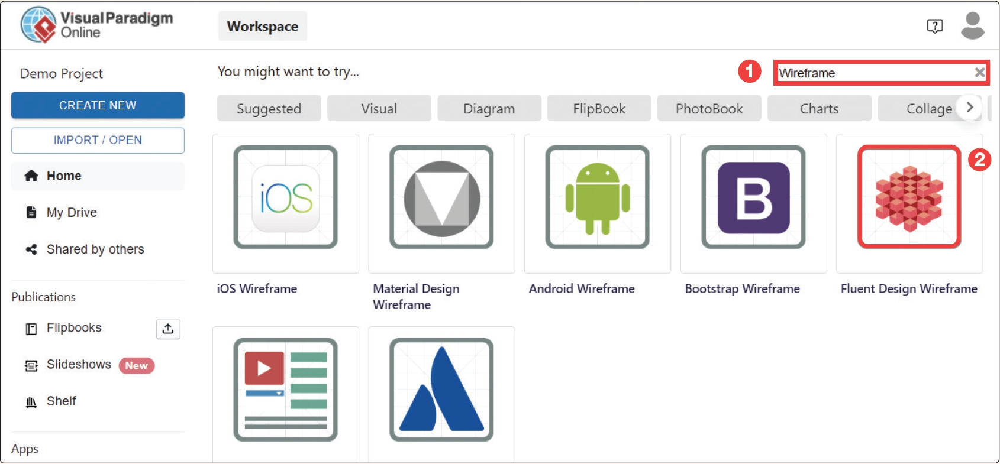 Visual Paradigm
Online
Workspace
?
Demo Project
CREATE NEW
IMPORT / OPEN
Home
My Drive
Shared by others
Publications
Flipbooks
Slideshows New
Shelf
Apps
You might want to try...
1
Wireframe
Suggested
Visual
Diagram
FlipBook
PhotoBook
Charts
Collage
iOS
B
2
iOS Wireframe
Material Design
Wireframe
Android Wireframe
Bootstrap Wireframe
Fluent Design Wireframe